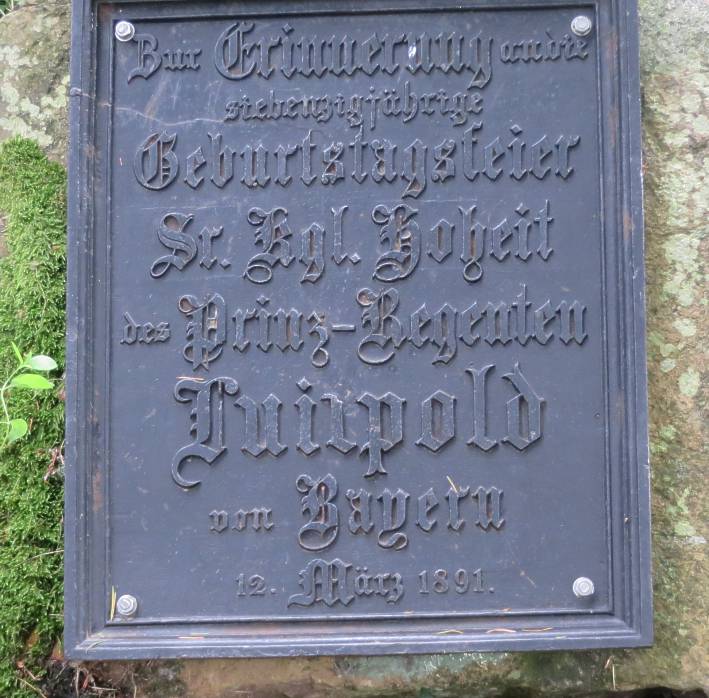 Zur Erinnerung an die
siebenzigjährige
Geburtstagsfeier
Sr. Kgl. Hoheit
des Prinz-Regenten
Luitpold
von Bayern
12. März 1891.